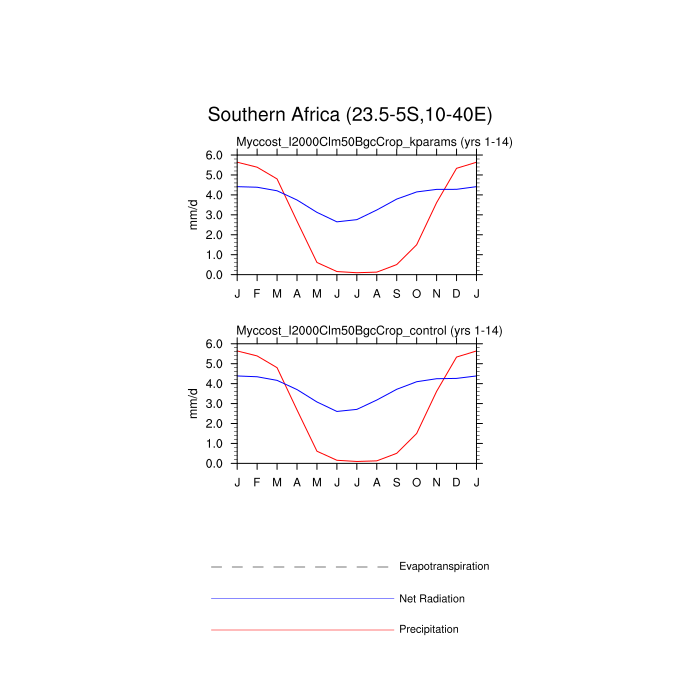 Southern Africa (23.5-5S,10-40E)
Myccost_I2000Clm50BgcCrop_kparams (yrs 1-14)
6.0
5.0
4.0
3.0
2.0
1.0
0.0
mm/d
J F M A M J J A S O N D J
Myccost_I2000Clm50BgcCrop_control (yrs 1-14)
6.0
5.0
4.0
3.0
2.0
1.0
0.0
mm/d
J F M A M J J A S O N D J
Evapotranspiration
Net Radiation
Precipitation